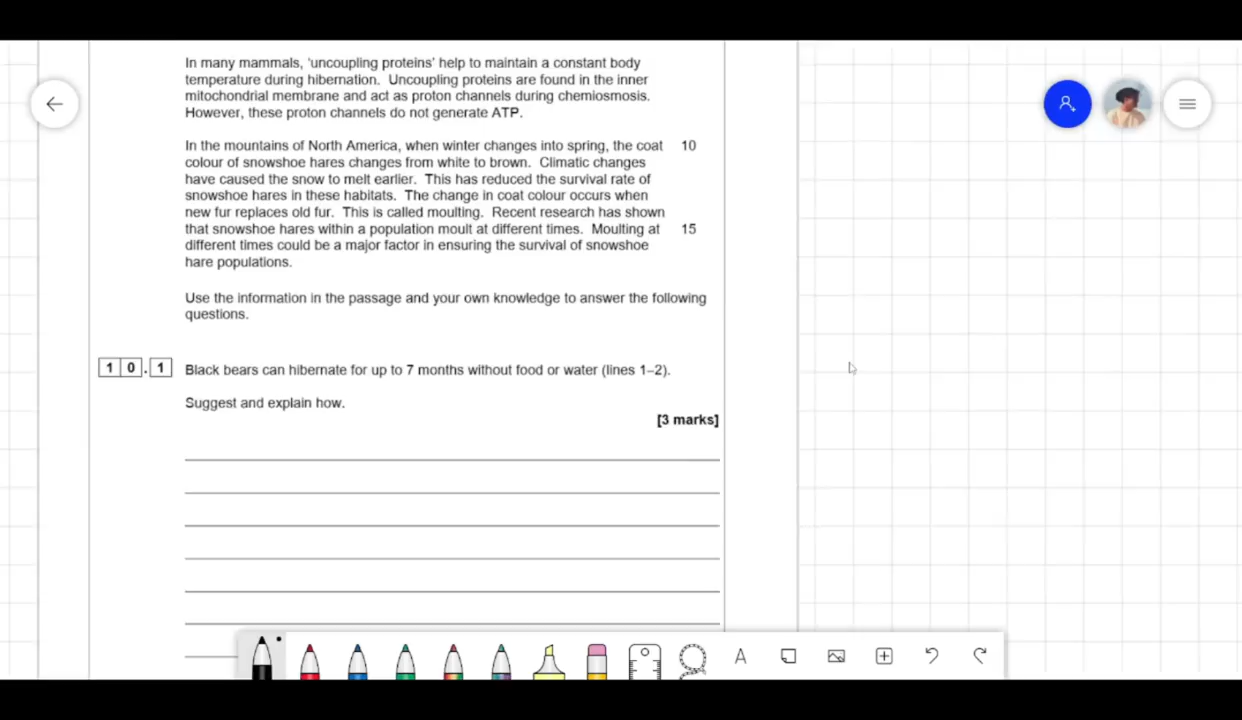 In many mammals, ‘uncoupling proteins’ help to maintain a constant body
temperature during hibernation. Uncoupling proteins are found in the inner
mitochondrial membrane and act as proton channels during chemiosmosis.
However, these proton channels do not generate ATP.
In the mountains of North America, when winter changes into spring, the coat 10
colour of snowshoe hares changes from white to brown. Climatic changes
have caused the snow to melt earlier. This has reduced the survival rate of
snowshoe hares in these habitats. The change in coat colour occurs when
new fur replaces old fur. This is called moulting. Recent research has shown
that snowshoe hares within a population moult at different times. Moulting at 15
different times could be a major factor in ensuring the survival of snowshoe
hare populations.
Use the information in the passage and your own knowledge to answer the following
questions.
1 0 . 1 Black bears can hibernate for up to 7 months without food or water (lines 1–2).
Suggest and explain how.
[3 marks]
A